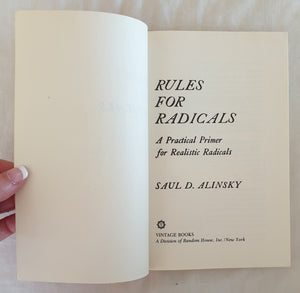 RULES
FOR
RADICALS
A Practical Primer
for Realistic Radicals
SAUL D. ALINSKY
VINTAGE BOOKS
A Division of Random House, Inc. / New York